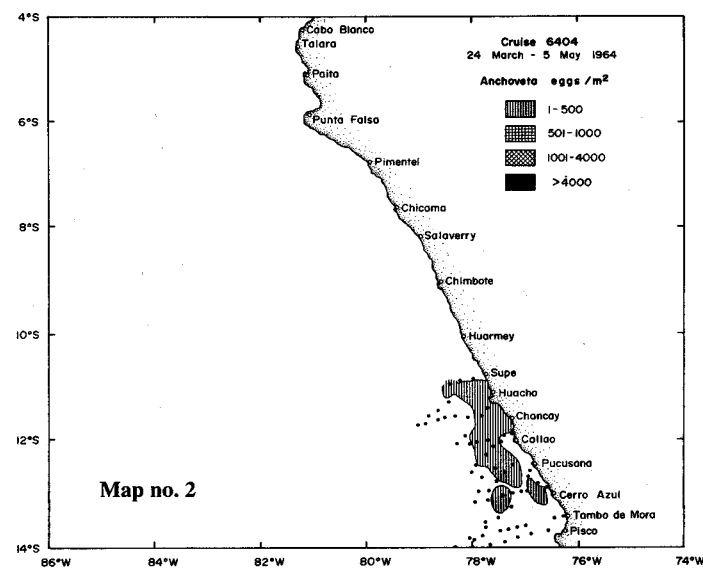 4°S
Cabo Blanco
Talara
Cruise 6404
24 March - 5 May 1964
Paita
Anchoveta eggs/m²
1-500
6°S
Punta Falsa
501-1000
1001-4000
Pimentel
>4000
Chicama
8°S
Salaverry
Chimbote
10°S
Huarmey
Supe
Huacho
Chancay
12°S
Callao
Pucusana
Map no. 2
Cerro Azul
Tambo de Mora
Pisco
14°S
86°W 84°W 82°W 80°W 78°W 76°W 74°W